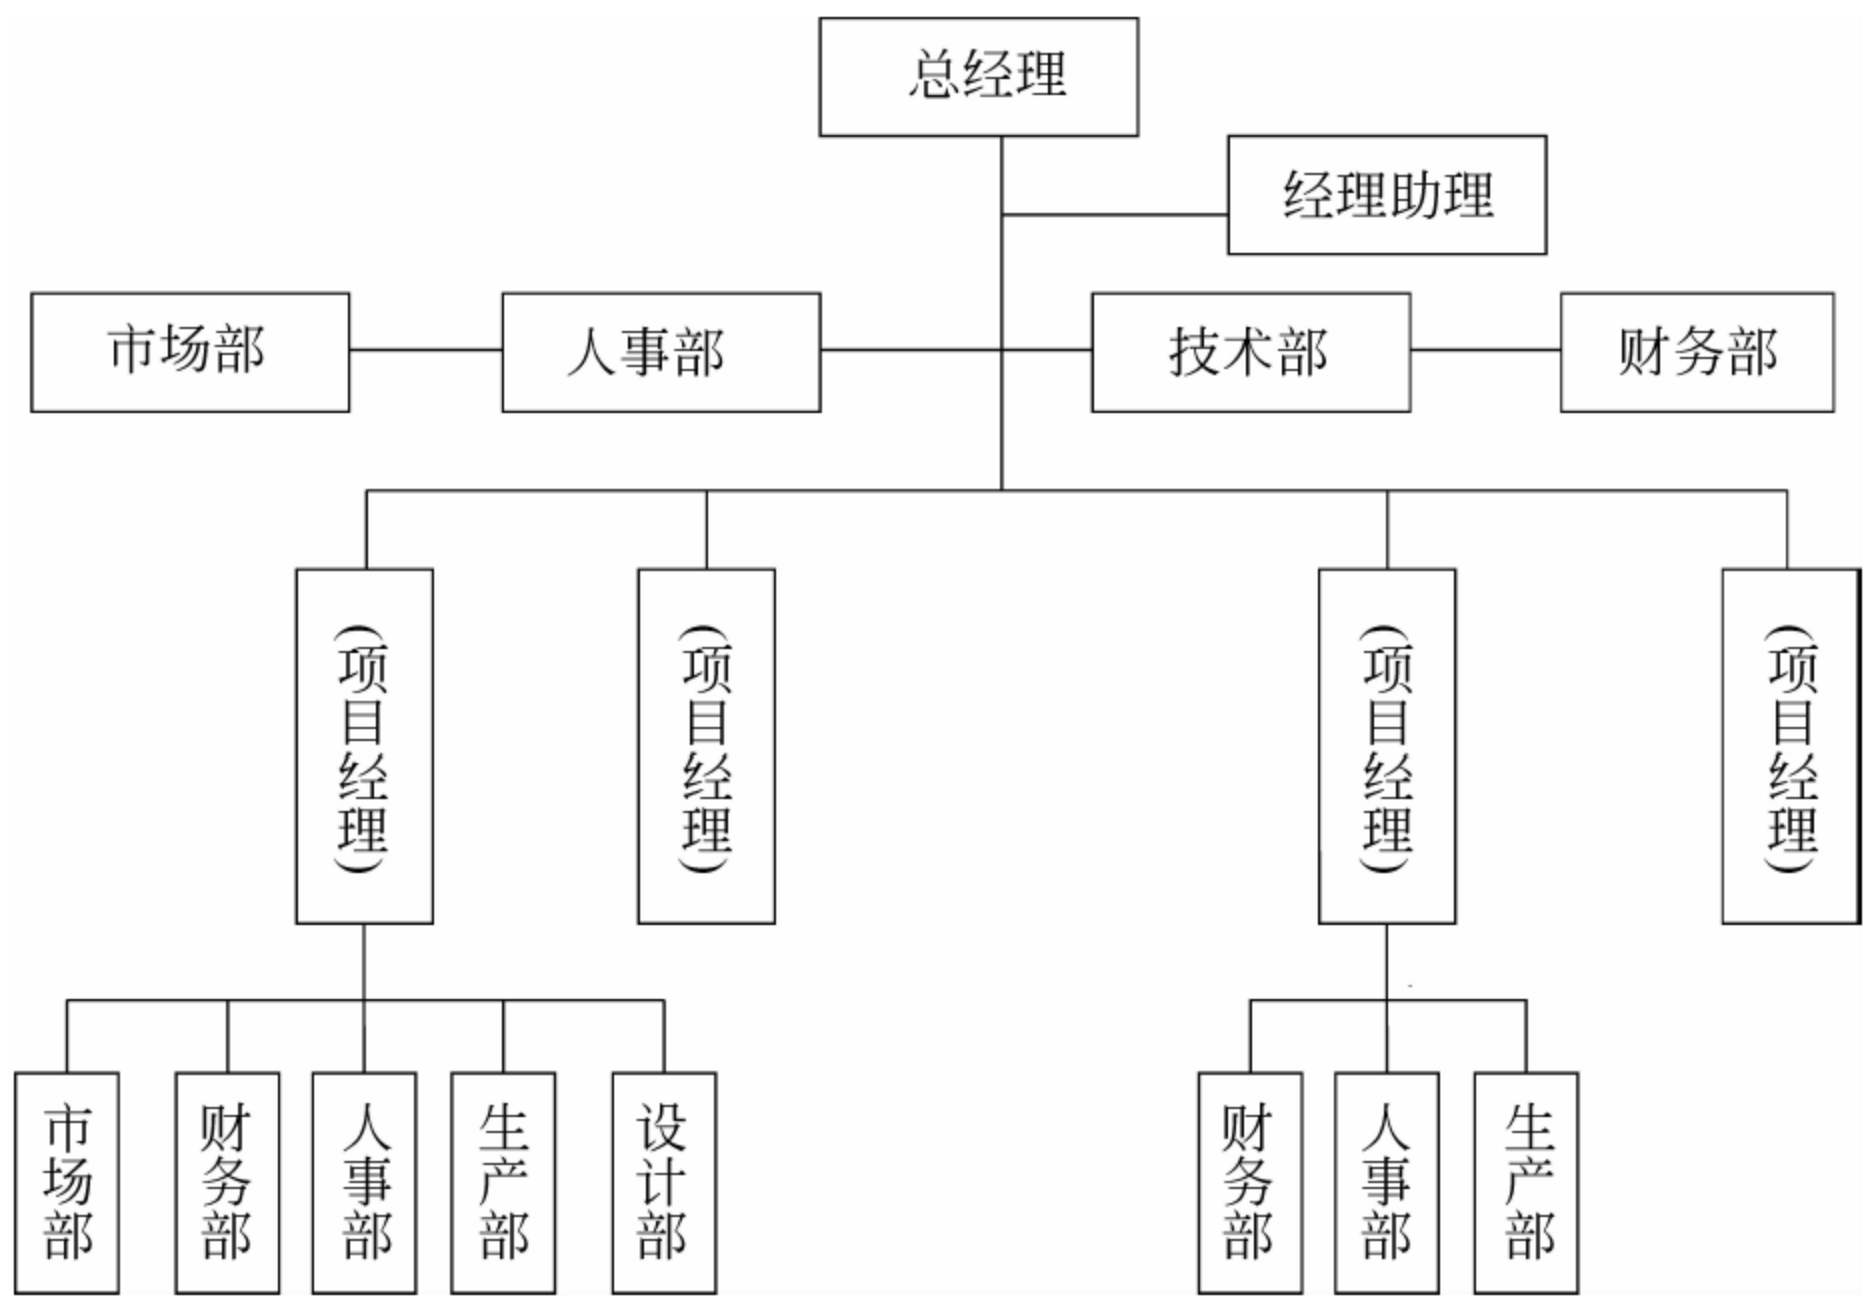 总经理
经理助理
市场部
人事部
技术部
财务部
(项目经理)
(项目经理)
(项目经理)
(项目经理)
市场部
财务部
人事部
生产部
设计部
财务部
人事部
生产部